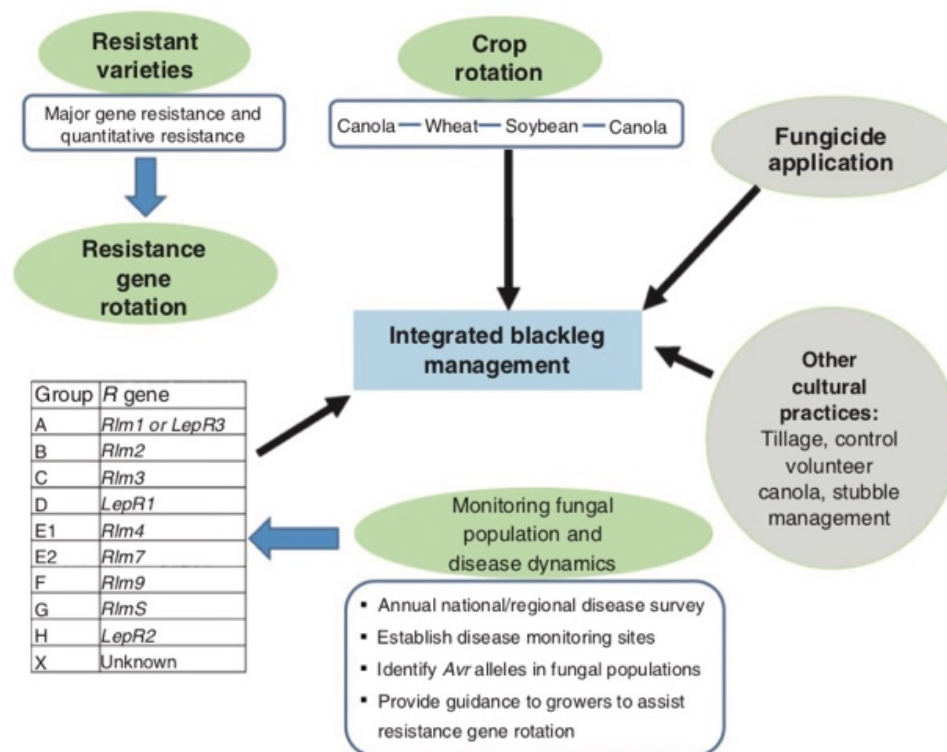 Resistant
varieties
Major gene resistance and
quantitative resistance
Resistance
gene
rotation
Crop
rotation
Canola — Wheat — Soybean — Canola
Fungicide
application
Integrated blackleg
management
Other
cultural
practices:
Tillage, control
volunteer
canola, stubble
management
Group R gene
A Rlm1 or LepR3
B Rlm2
C Rlm3
D LepR1
E1 Rlm4
E2 Rlm7
F Rlm9
G RlmS
H LepR2
X Unknown
Monitoring fungal
population and
disease dynamics
▪ Annual national/regional disease survey
▪ Establish disease monitoring sites
▪ Identify Avr alleles in fungal populations
▪ Provide guidance to growers to assist
resistance gene rotation